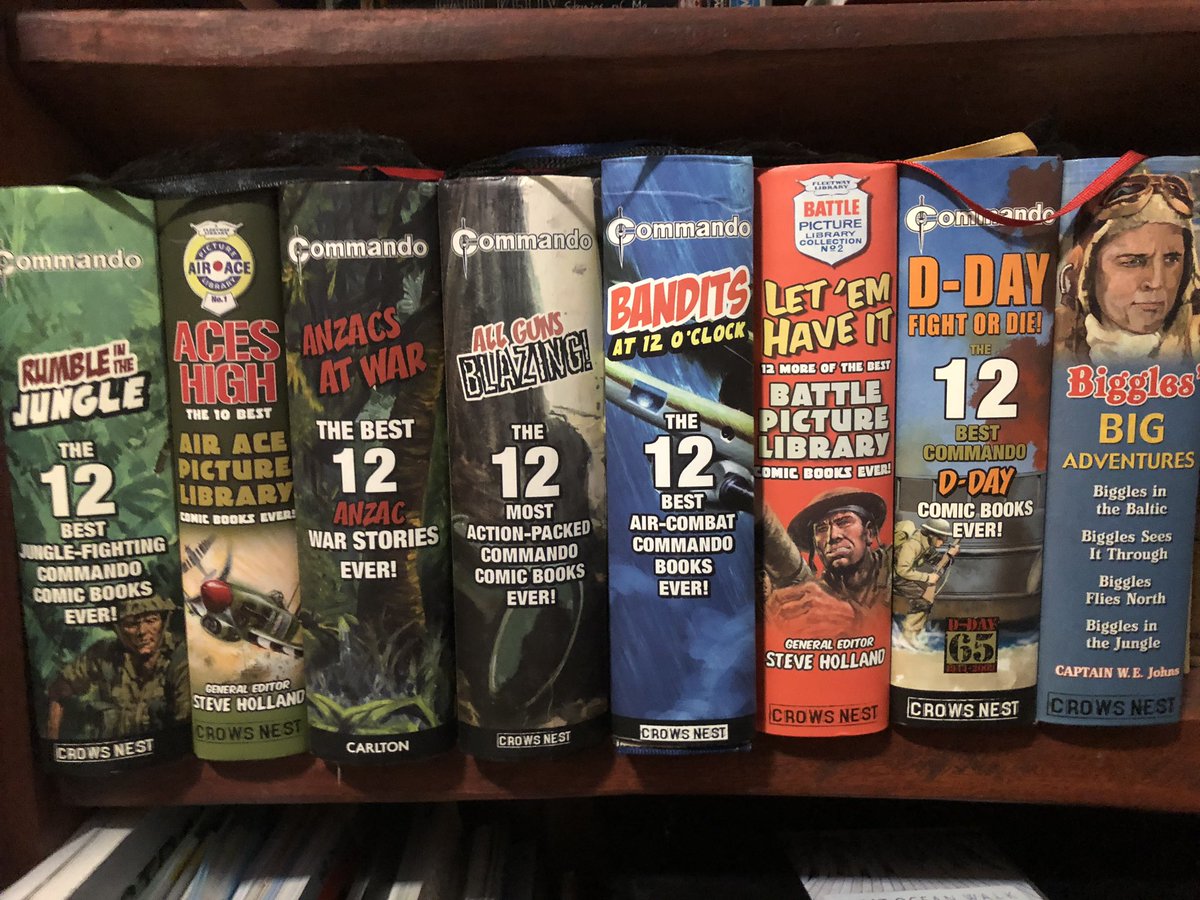 Commando
RUMBLE IN THE
JUNGLE
THE
12
BEST
JUNGLE-FIGHTING
COMMANDO
COMIC BOOKS
EVER!
CROWS NEST
FLEETWAY LIBRARY
PICTURE
AIR ACE
LIBRARY
No.1
ACES
HIGH
THE 10 BEST
AIR ACE
PICTURE
LIBRARY
COMIC BOOKS EVER!
GENERAL EDITOR
STEVE HOLLAND
CROWS NEST
Commando
ANZACS
AT WAR
THE BEST
12
ANZAC
WAR STORIES
EVER!
CARLTON
Commando
ALL GUNS
BLAZING!
THE
12
MOST
ACTION-PACKED
COMMANDO
COMIC BOOKS
EVER!
CROWS NEST
Commando
BANDITS
AT 12 O'CLOCK
THE
12
BEST
AIR-COMBAT
COMMANDO
BOOKS
EVER!
CROWS NEST
FLEETWAY LIBRARY
BATTLE
PICTURE
LIBRARY
COLLECTION
Nº2
LET 'EM
HAVE IT
12 MORE OF THE BEST
BATTLE
PICTURE
LIBRARY
COMIC BOOKS EVER!
GENERAL EDITOR
STEVE HOLLAND
CROWS NEST
Commando
D-DAY
FIGHT OR DIE!
THE
12
BEST
COMMANDO
D-DAY
COMIC BOOKS
EVER!
D-DAY
65
1944-2009
CROWS NEST
Biggles'
BIG
ADVENTURES
Biggles in
the Baltic
Biggles Sees
It Through
Biggles
Flies North
Biggles in
the Jungle
CAPTAIN W.E. Johns
CROWS NEST
OCEAN WALK